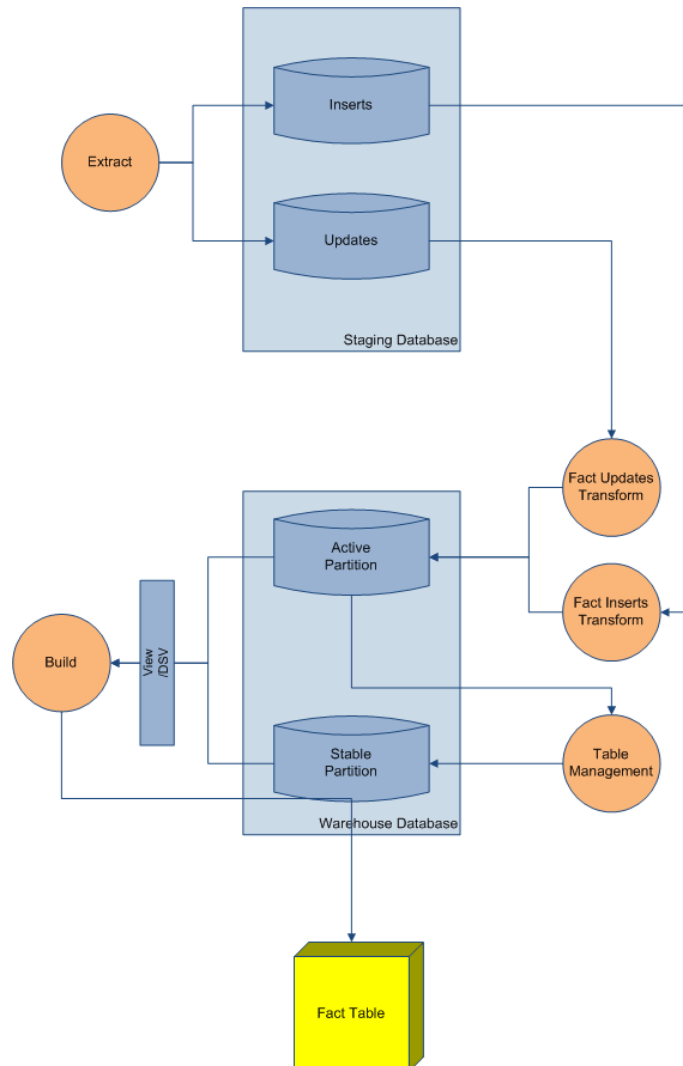 Inserts
Extract
Updates
Staging Database
Fact Updates
Transform
Active
Partition
Fact Inserts
Transform
Build
View
/DSV
Stable
Partition
Table
Management
Warehouse Database
Fact Table